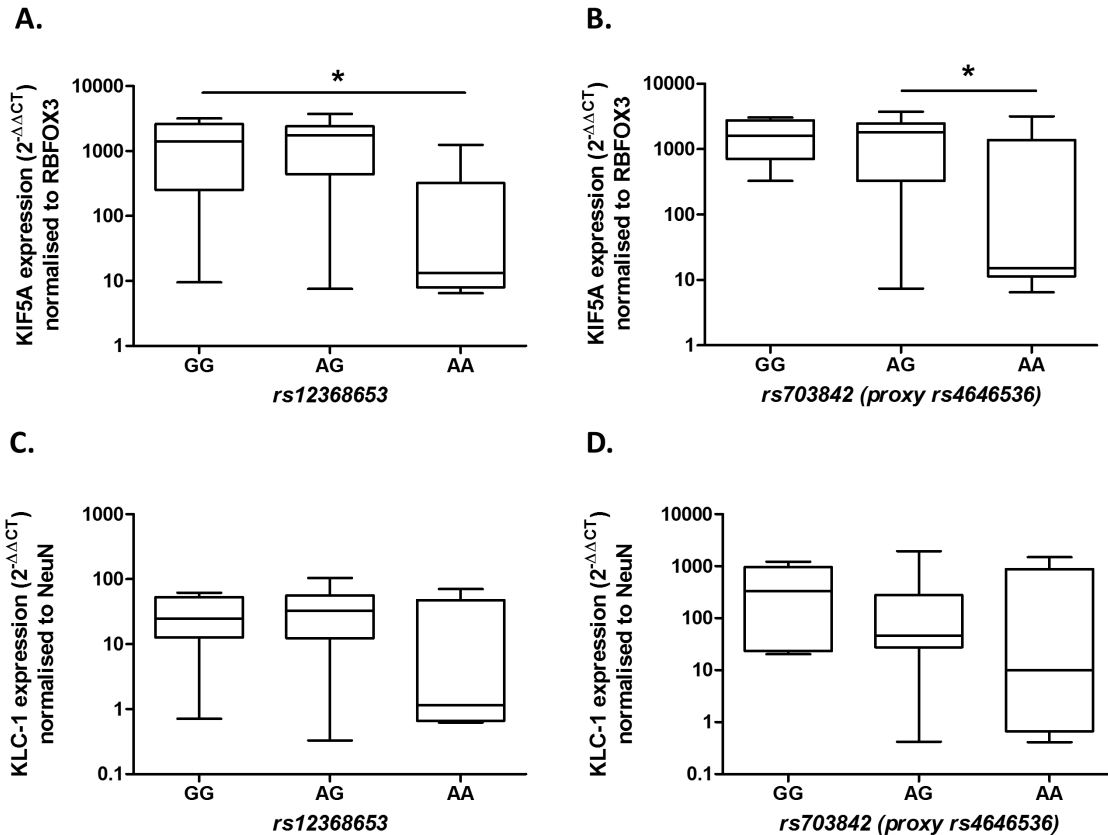 A.
KIF5A expression (2-ΔΔCT)
normalised to RBFOX3
10000
1000
100
10
1
*
GG AG AA
rs12368653
B.
KIF5A expression (2-ΔΔCT)
normalised to RBFOX3
10000
1000
100
10
1
*
GG AG AA
rs703842 (proxy rs4646536)
C.
KLC-1 expression (2-ΔΔCT)
normalised to NeuN
1000
100
10
1
0.1
GG AG AA
rs12368653
D.
KLC-1 expression (2-ΔΔCT)
normalised to NeuN
10000
1000
100
10
1
0.1
GG AG AA
rs703842 (proxy rs4646536)